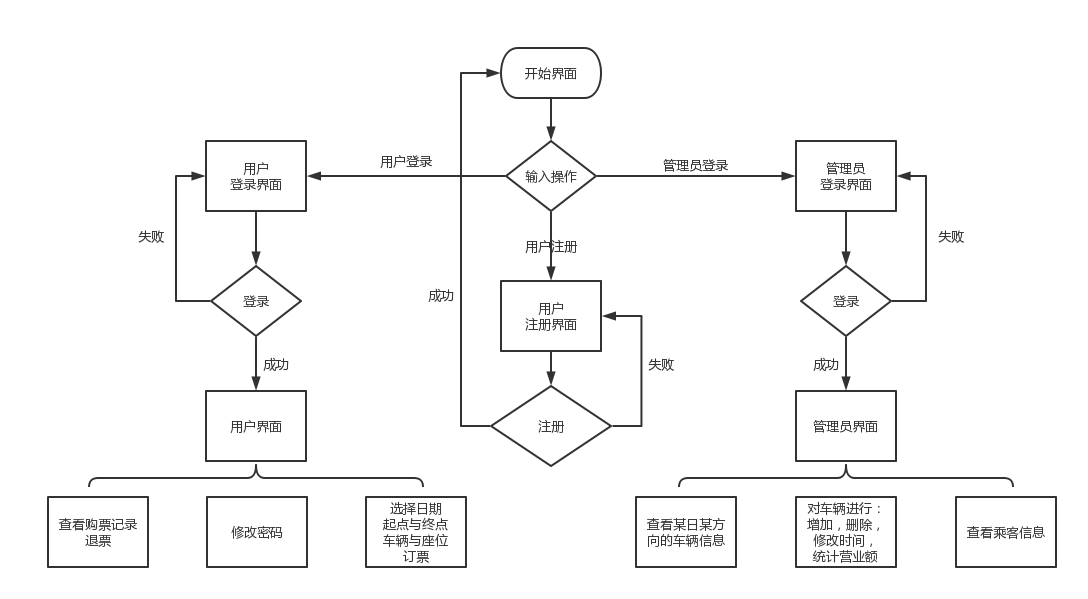 开始界面
用户
登录界面
用户登录
输入操作
管理员登录
管理员
登录界面
失败
用户注册
失败
登录
成功
用户
注册界面
登录
成功
失败
成功
用户界面
注册
管理员界面
查看购票记录
退票
修改密码
选择日期
起点与终点
车辆与座位
订票
查看某日某方
向的车辆信息
对车辆进行：
增加，删除，
修改时间，
统计营业额
查看乘客信息